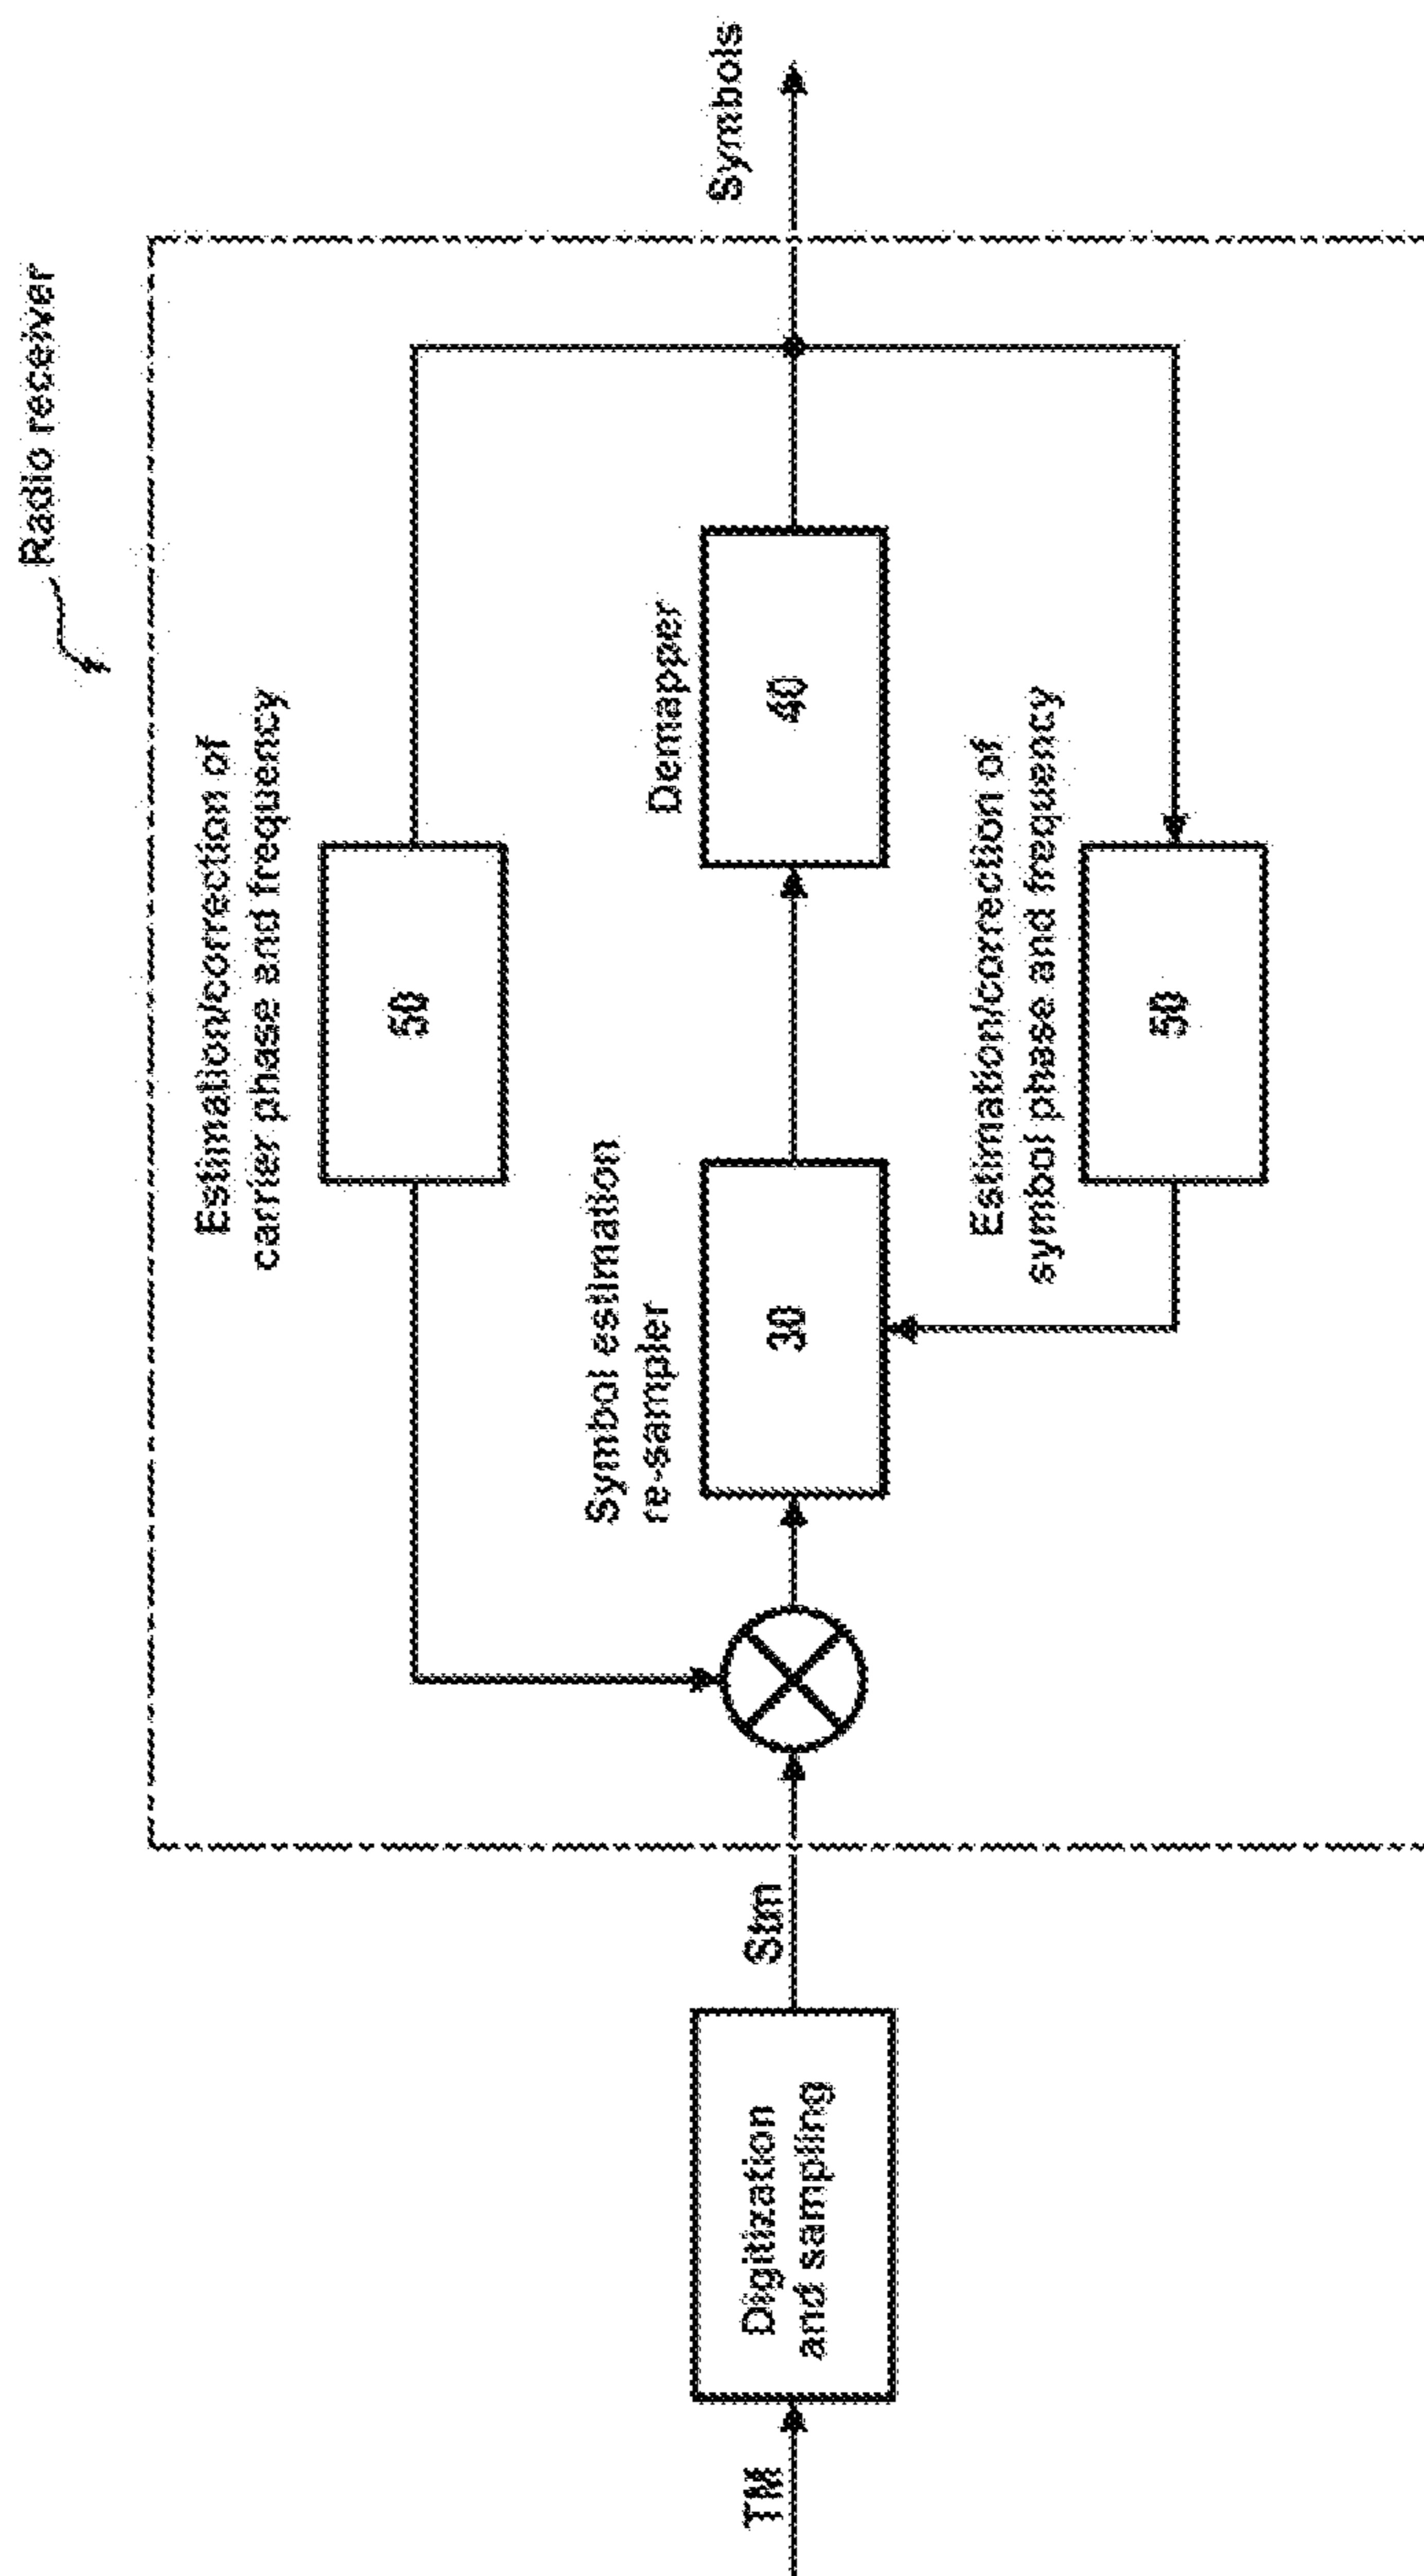 Radio receiver
Estimation/correction of
carrier phase and frequency
50
TM
Digitization
and sampling
Stm
Symbol estimation
re-sampler
30
Demapper
40
Symbols
Estimation/correction of
symbol phase and frequency
50